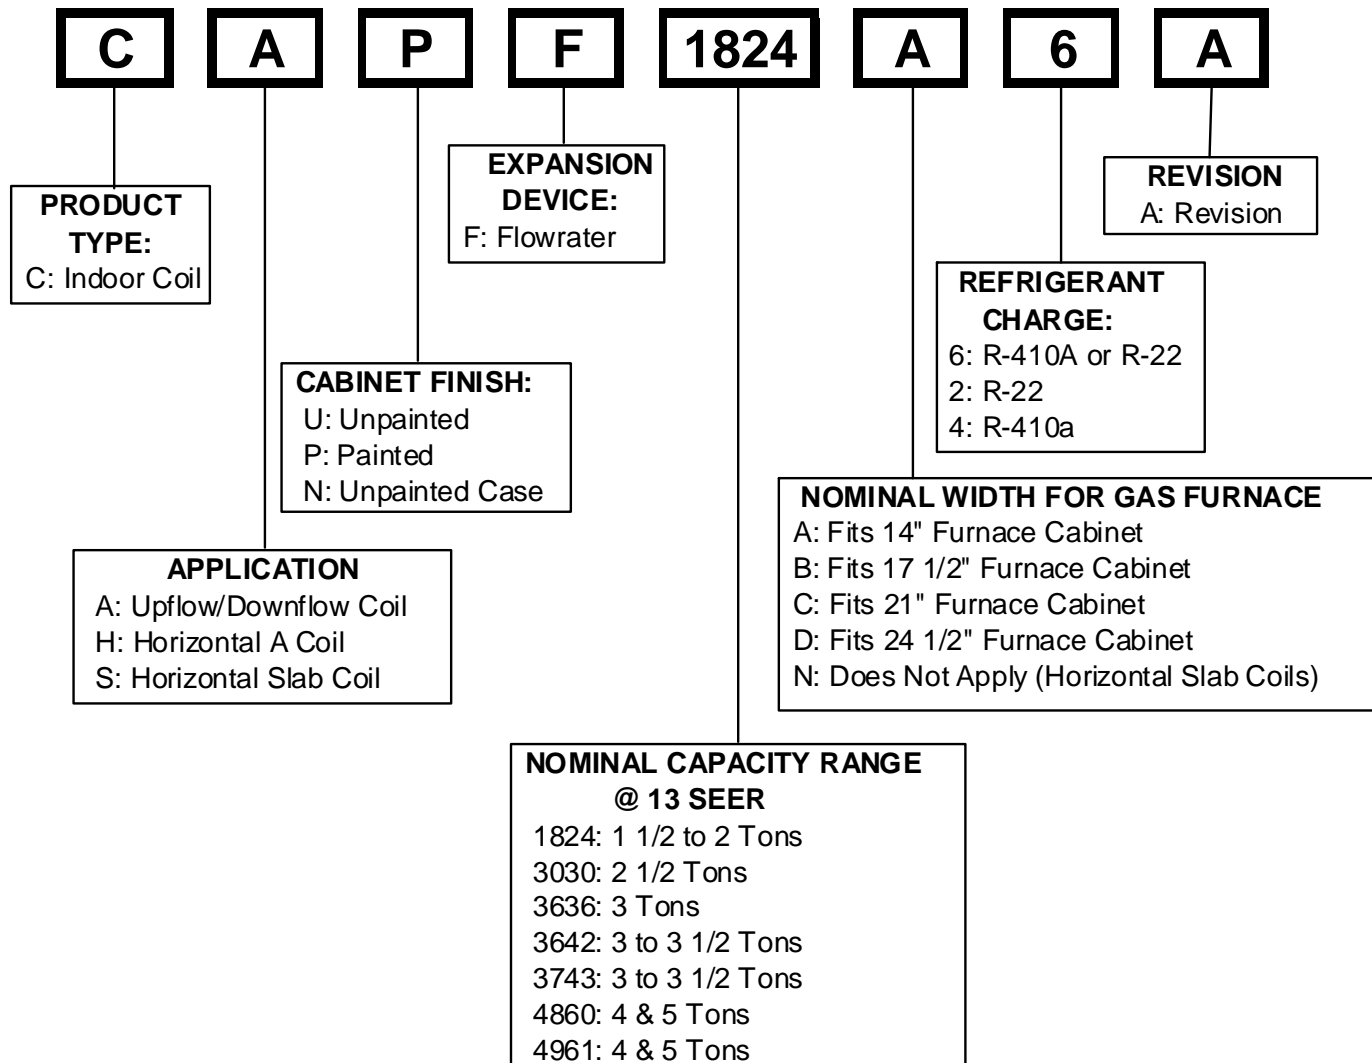 C A P F 1824 A 6 A
PRODUCT
TYPE:
C: Indoor Coil
EXPANSION
DEVICE:
F: Flowrater
REVISION
A: Revision
REFRIGERANT
CHARGE:
6: R-410A or R-22
2: R-22
4: R-410a
CABINET FINISH:
U: Unpainted
P: Painted
N: Unpainted Case
NOMINAL WIDTH FOR GAS FURNACE
A: Fits 14" Furnace Cabinet
B: Fits 17 1/2" Furnace Cabinet
C: Fits 21" Furnace Cabinet
D: Fits 24 1/2" Furnace Cabinet
N: Does Not Apply (Horizontal Slab Coils)
APPLICATION
A: Upflow/Downflow Coil
H: Horizontal A Coil
S: Horizontal Slab Coil
NOMINAL CAPACITY RANGE
@ 13 SEER
1824: 1 1/2 to 2 Tons
3030: 2 1/2 Tons
3636: 3 Tons
3642: 3 to 3 1/2 Tons
3743: 3 to 3 1/2 Tons
4860: 4 & 5 Tons
4961: 4 & 5 Tons